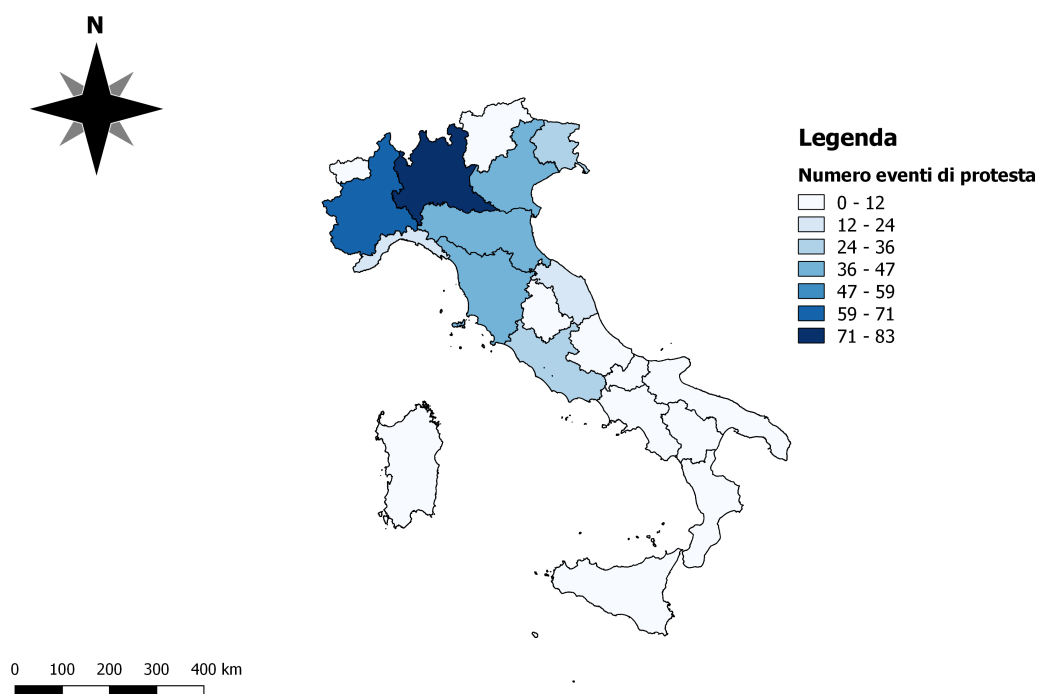 N
Legenda
Numero eventi di protesta
0 - 12
12 - 24
24 - 36
36 - 47
47 - 59
59 - 71
71 - 83
0 100 200 300 400 km